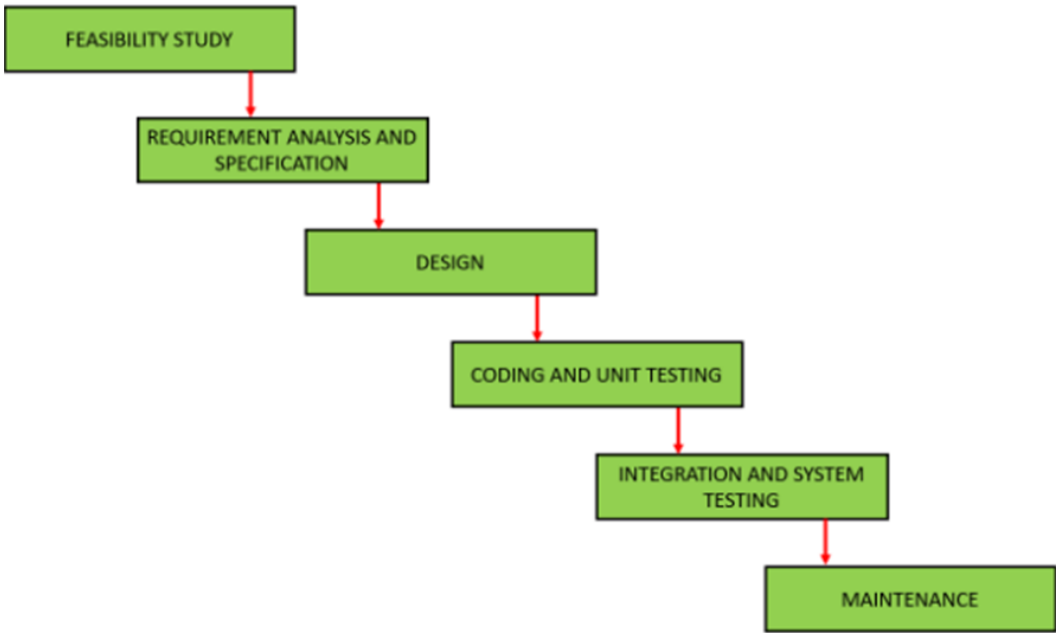 FEASIBILITY STUDY
REQUIREMENT ANALYSIS AND
SPECIFICATION
DESIGN
CODING AND UNIT TESTING
INTEGRATION AND SYSTEM
TESTING
MAINTENANCE